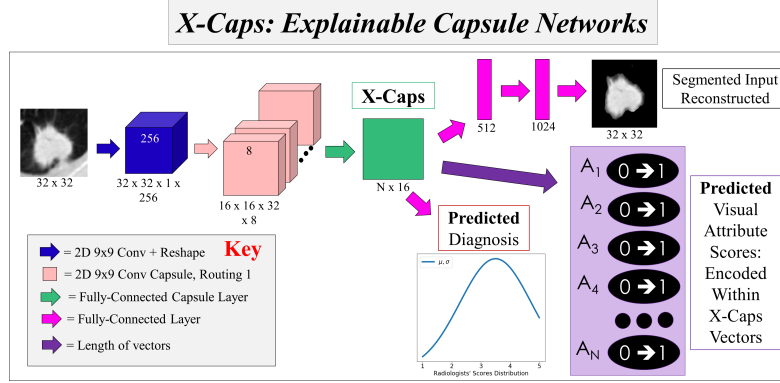 X-Caps: Explainable Capsule Networks
256
32 x 32
32 x 32 x 1 x
256
8
16 x 16 x 32
x 8
X-Caps
N x 16
512
1024
32 x 32
Segmented Input
Reconstructed
Key
= 2D 9x9 Conv + Reshape
= 2D 9x9 Conv Capsule, Routing 1
= Fully-Connected Capsule Layer
= Fully-Connected Layer
= Length of vectors
Predicted
Diagnosis
μ, σ
1 2 3 4 5
Radiologists' Scores Distribution
A1 0 → 1
A2 0 → 1
A3 0 → 1
A4 0 → 1
AN 0 → 1
Predicted
Visual
Attribute
Scores:
Encoded
Within
X-Caps
Vectors